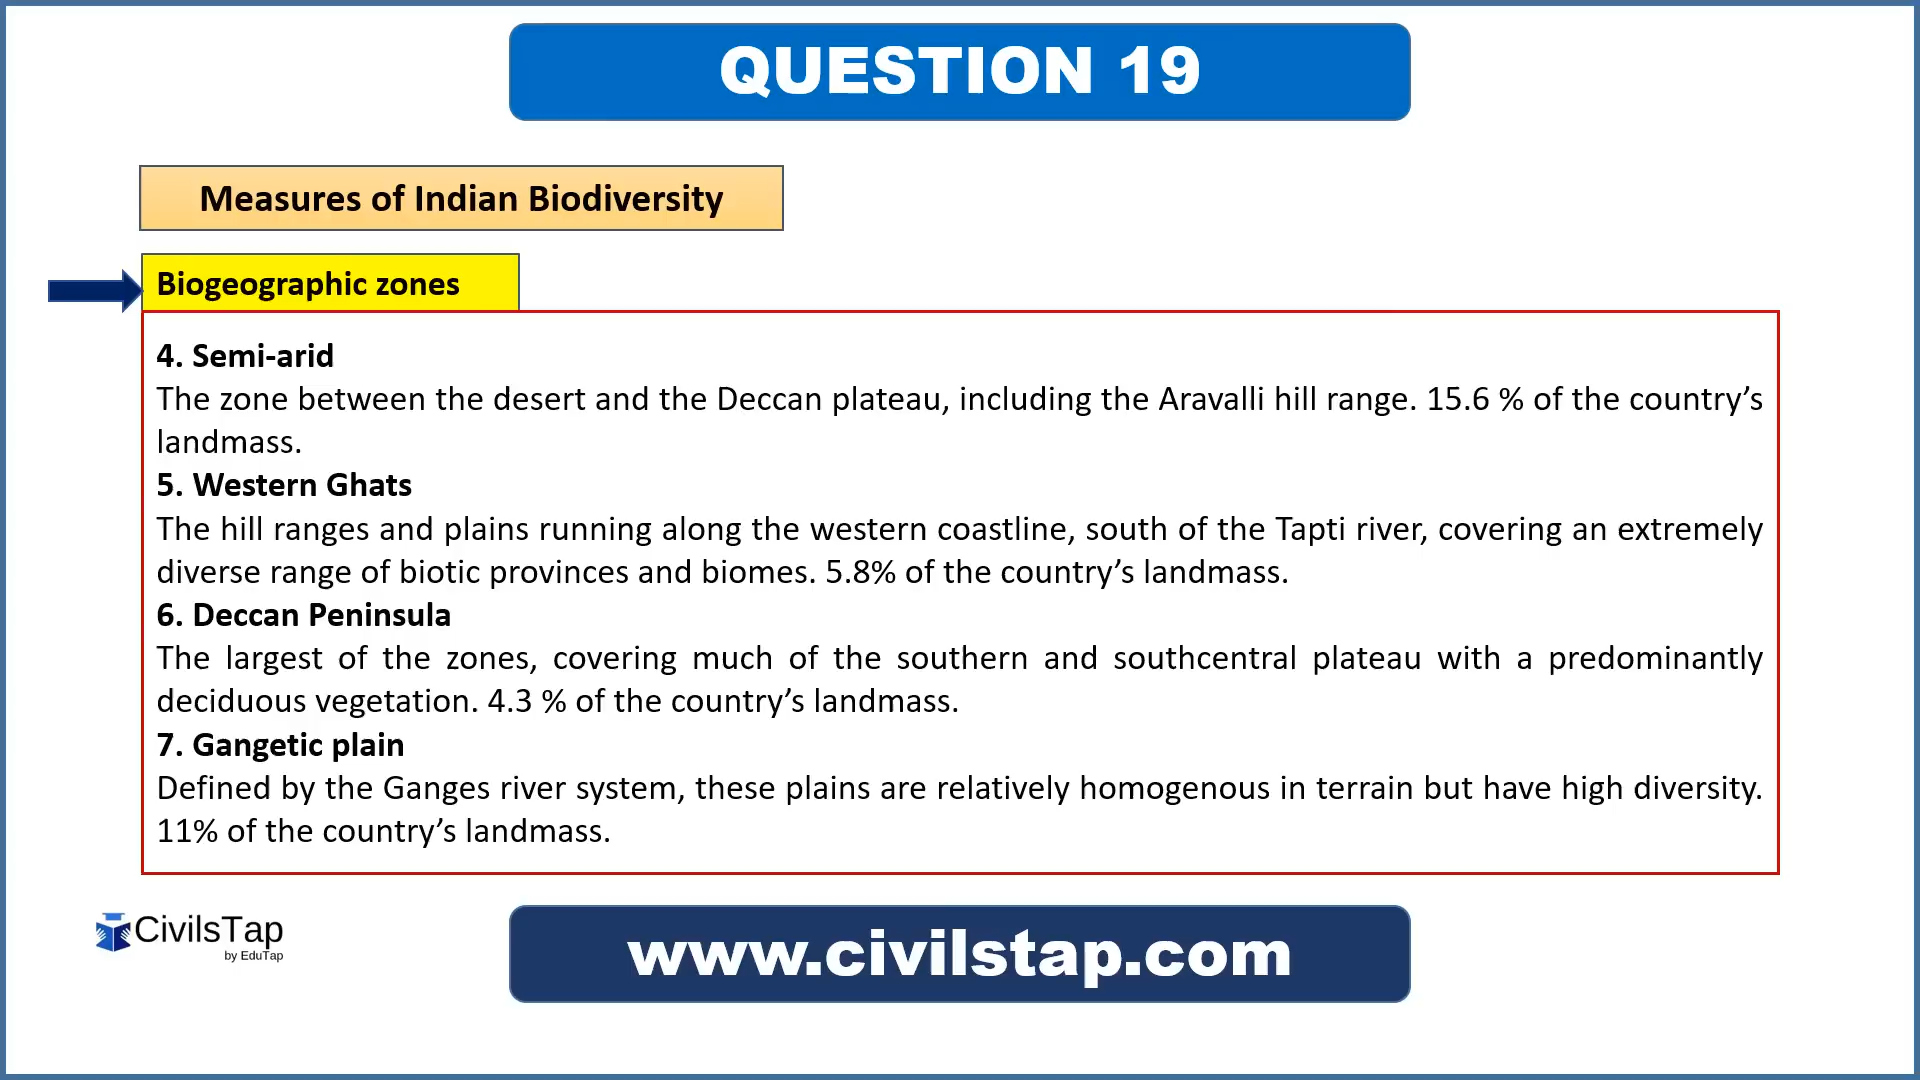 QUESTION 19
Measures of Indian Biodiversity
Biogeographic zones
4. Semi-arid
The zone between the desert and the Deccan plateau, including the Aravalli hill range. 15.6 % of the country’s
landmass.
5. Western Ghats
The hill ranges and plains running along the western coastline, south of the Tapti river, covering an extremely
diverse range of biotic provinces and biomes. 5.8% of the country’s landmass.
6. Deccan Peninsula
The largest of the zones, covering much of the southern and southcentral plateau with a predominantly
deciduous vegetation. 4.3 % of the country’s landmass.
7. Gangetic plain
Defined by the Ganges river system, these plains are relatively homogenous in terrain but have high diversity.
11% of the country’s landmass.
CivilsTap
by EduTap
www.civilstap.com